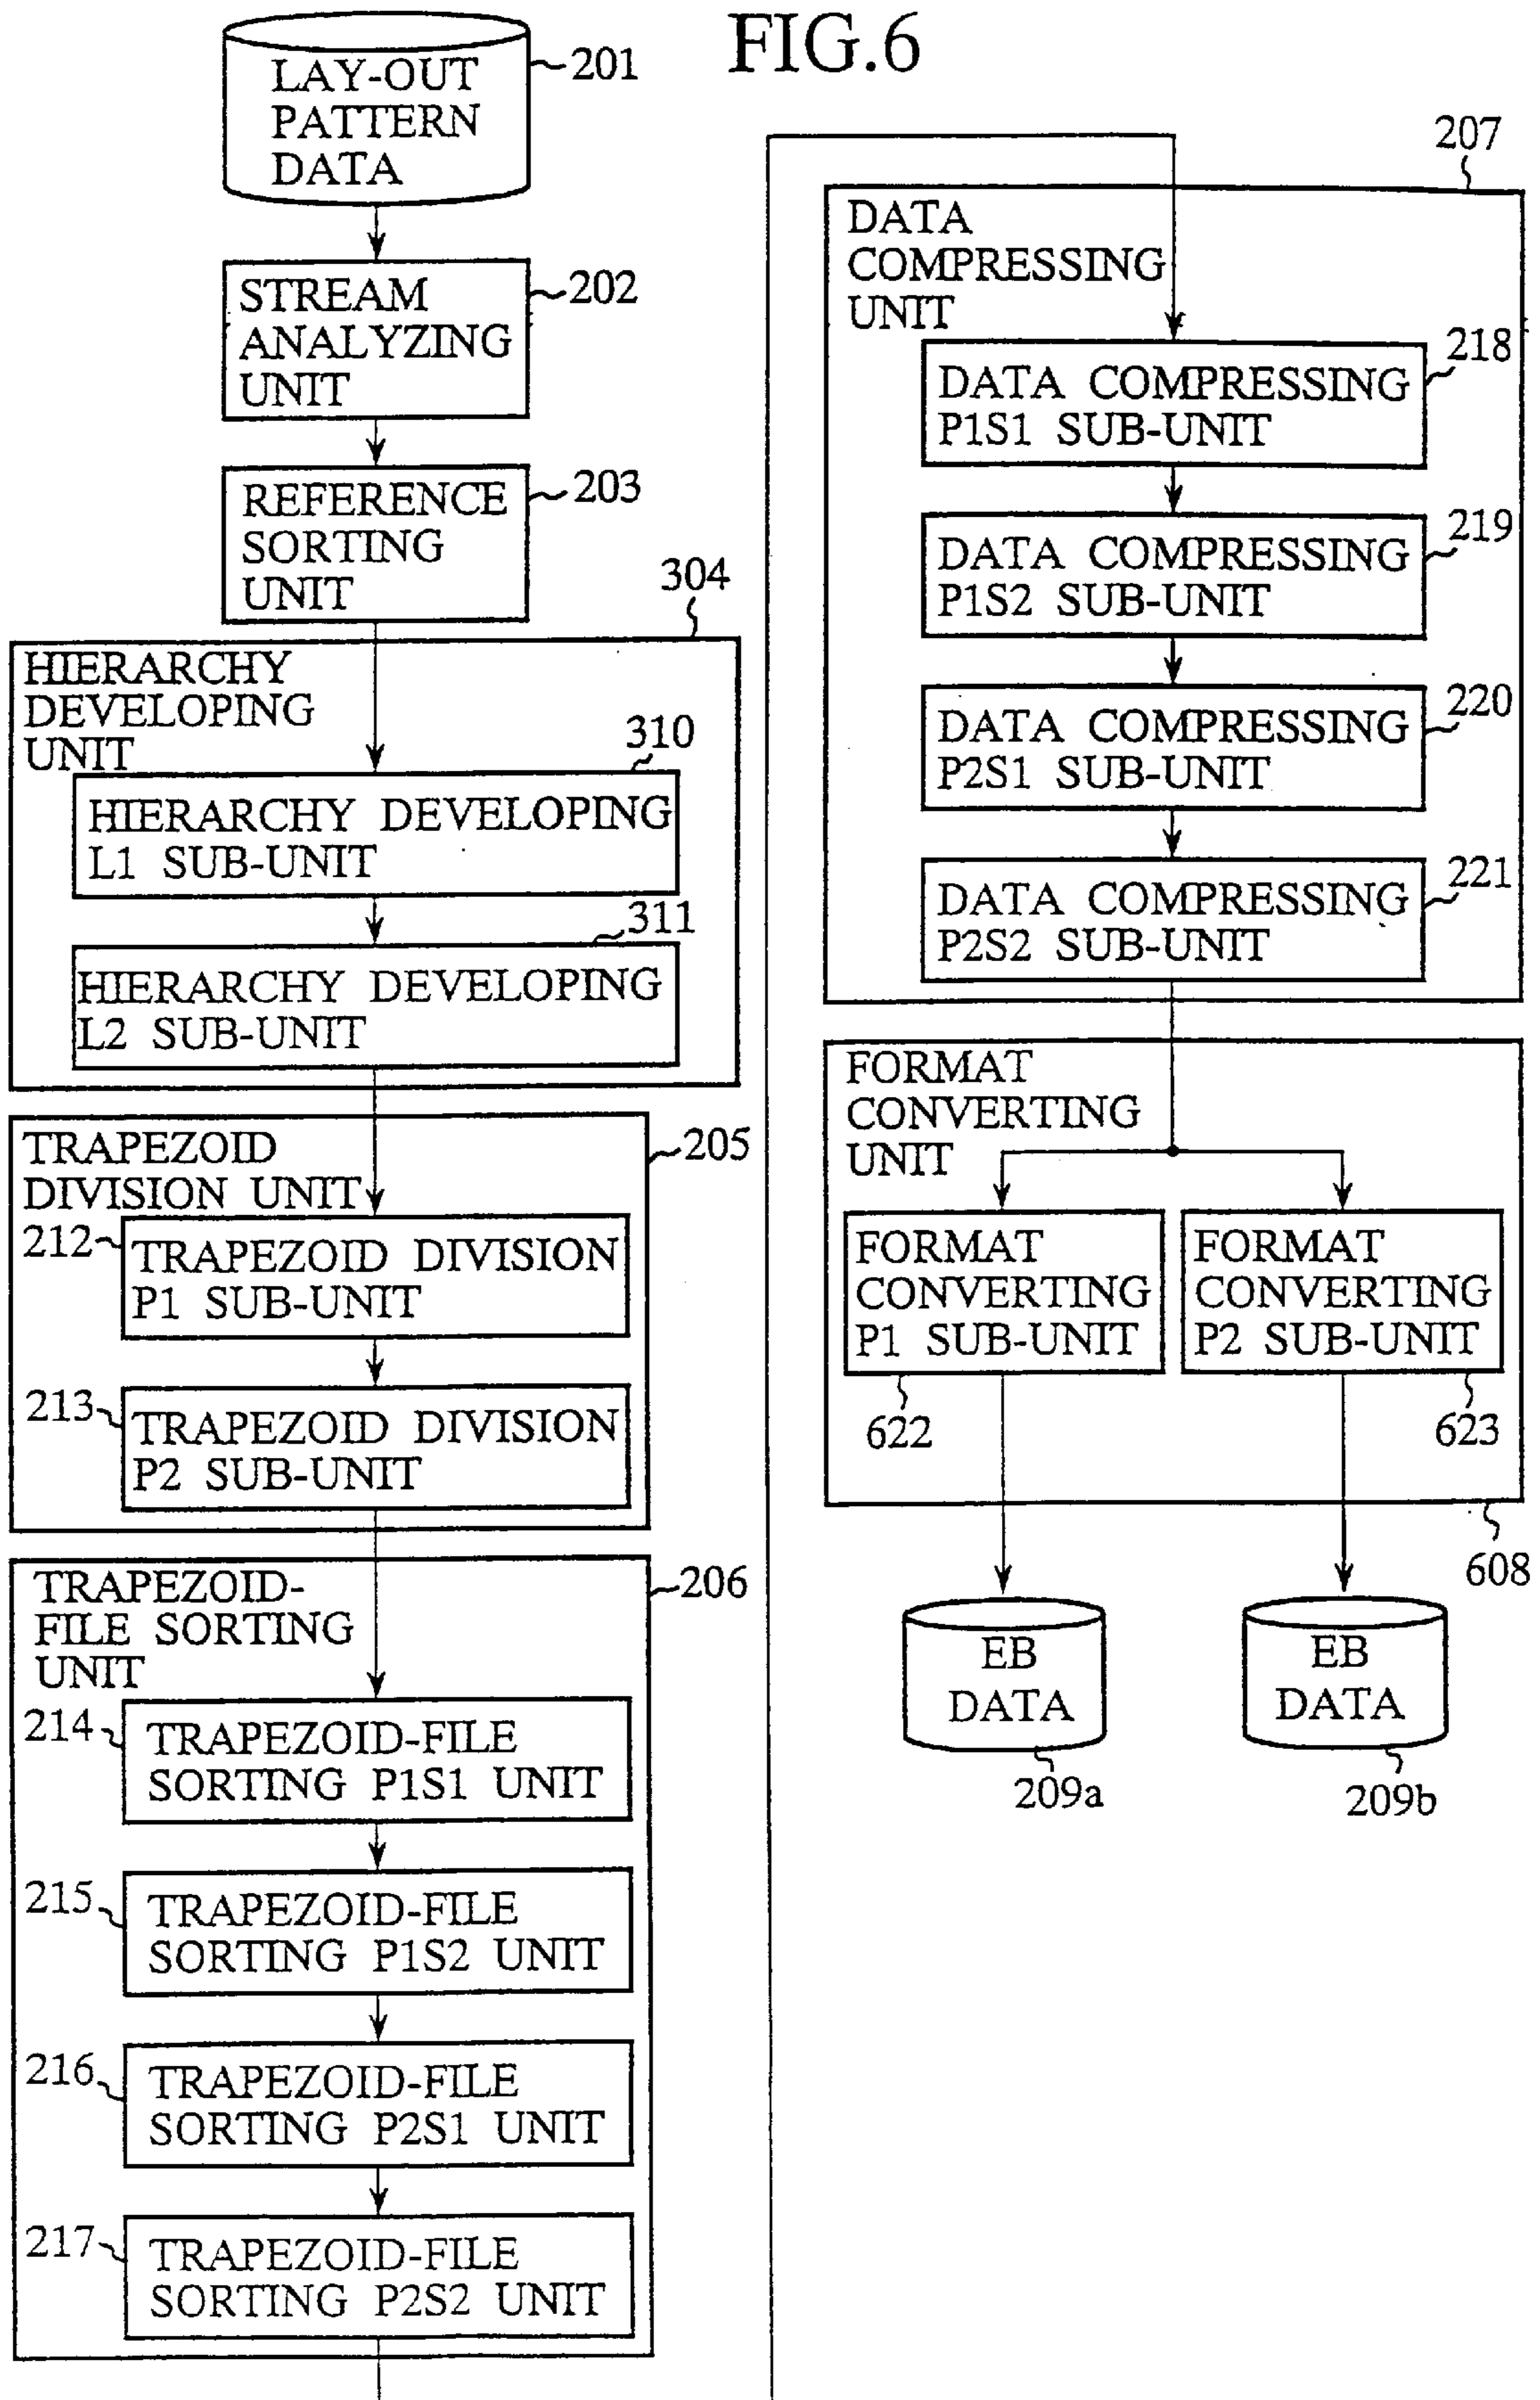 FIG.6
LAY-OUT
PATTERN
DATA
201
STREAM
ANALYZING
UNIT
202
REFERENCE
SORTING
UNIT
203
304
HIERARCHY
DEVELOPING
UNIT
310
HIERARCHY DEVELOPING
L1 SUB-UNIT
311
HIERARCHY DEVELOPING
L2 SUB-UNIT
TRAPEZOID
DIVISION UNIT
205
212
TRAPEZOID DIVISION
P1 SUB-UNIT
213
TRAPEZOID DIVISION
P2 SUB-UNIT
TRAPEZOID-
FILE SORTING
UNIT
206
214
TRAPEZOID-FILE
SORTING P1S1 UNIT
215
TRAPEZOID-FILE
SORTING P1S2 UNIT
216
TRAPEZOID-FILE
SORTING P2S1 UNIT
217
TRAPEZOID-FILE
SORTING P2S2 UNIT
207
DATA
COMPRESSING
UNIT
218
DATA COMPRESSING
P1S1 SUB-UNIT
219
DATA COMPRESSING
P1S2 SUB-UNIT
220
DATA COMPRESSING
P2S1 SUB-UNIT
221
DATA COMPRESSING
P2S2 SUB-UNIT
FORMAT
CONVERTING
UNIT
FORMAT
CONVERTING
P1 SUB-UNIT
622
FORMAT
CONVERTING
P2 SUB-UNIT
623
608
EB
DATA
209a
EB
DATA
209b